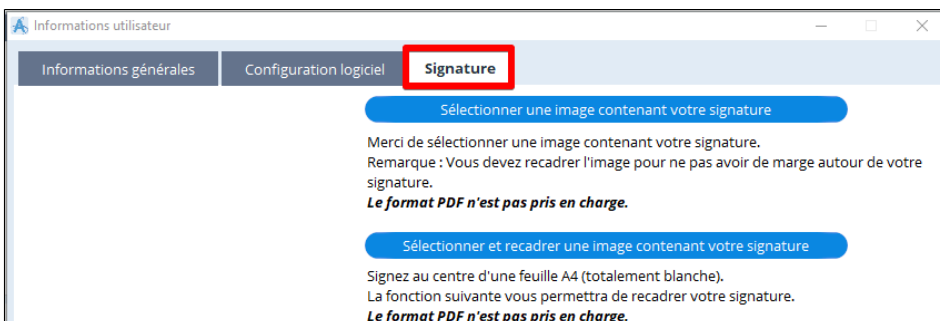 Informations utilisateur
Informations générales
Configuration logiciel
Signature
Sélectionner une image contenant votre signature
Merci de sélectionner une image contenant votre signature.
Remarque : Vous devez recadrer l'image pour ne pas avoir de marge autour de votre
signature.
Le format PDF n'est pas pris en charge.
Sélectionner et recadrer une image contenant votre signature
Signez au centre d'une feuille A4 (totalement blanche).
La fonction suivante vous permettra de recadrer votre signature.
Le format PDF n'est pas pris en charge.